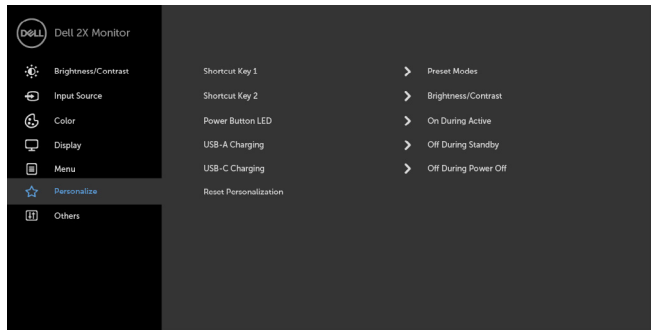 DELL Dell 2X Monitor
Brightness/Contrast
Input Source
Color
Display
Menu
Personalize
Others
Shortcut Key 1 Preset Modes
Shortcut Key 2 Brightness/Contrast
Power Button LED On During Active
USB-A Charging Off During Standby
USB-C Charging Off During Power Off
Reset Personalization